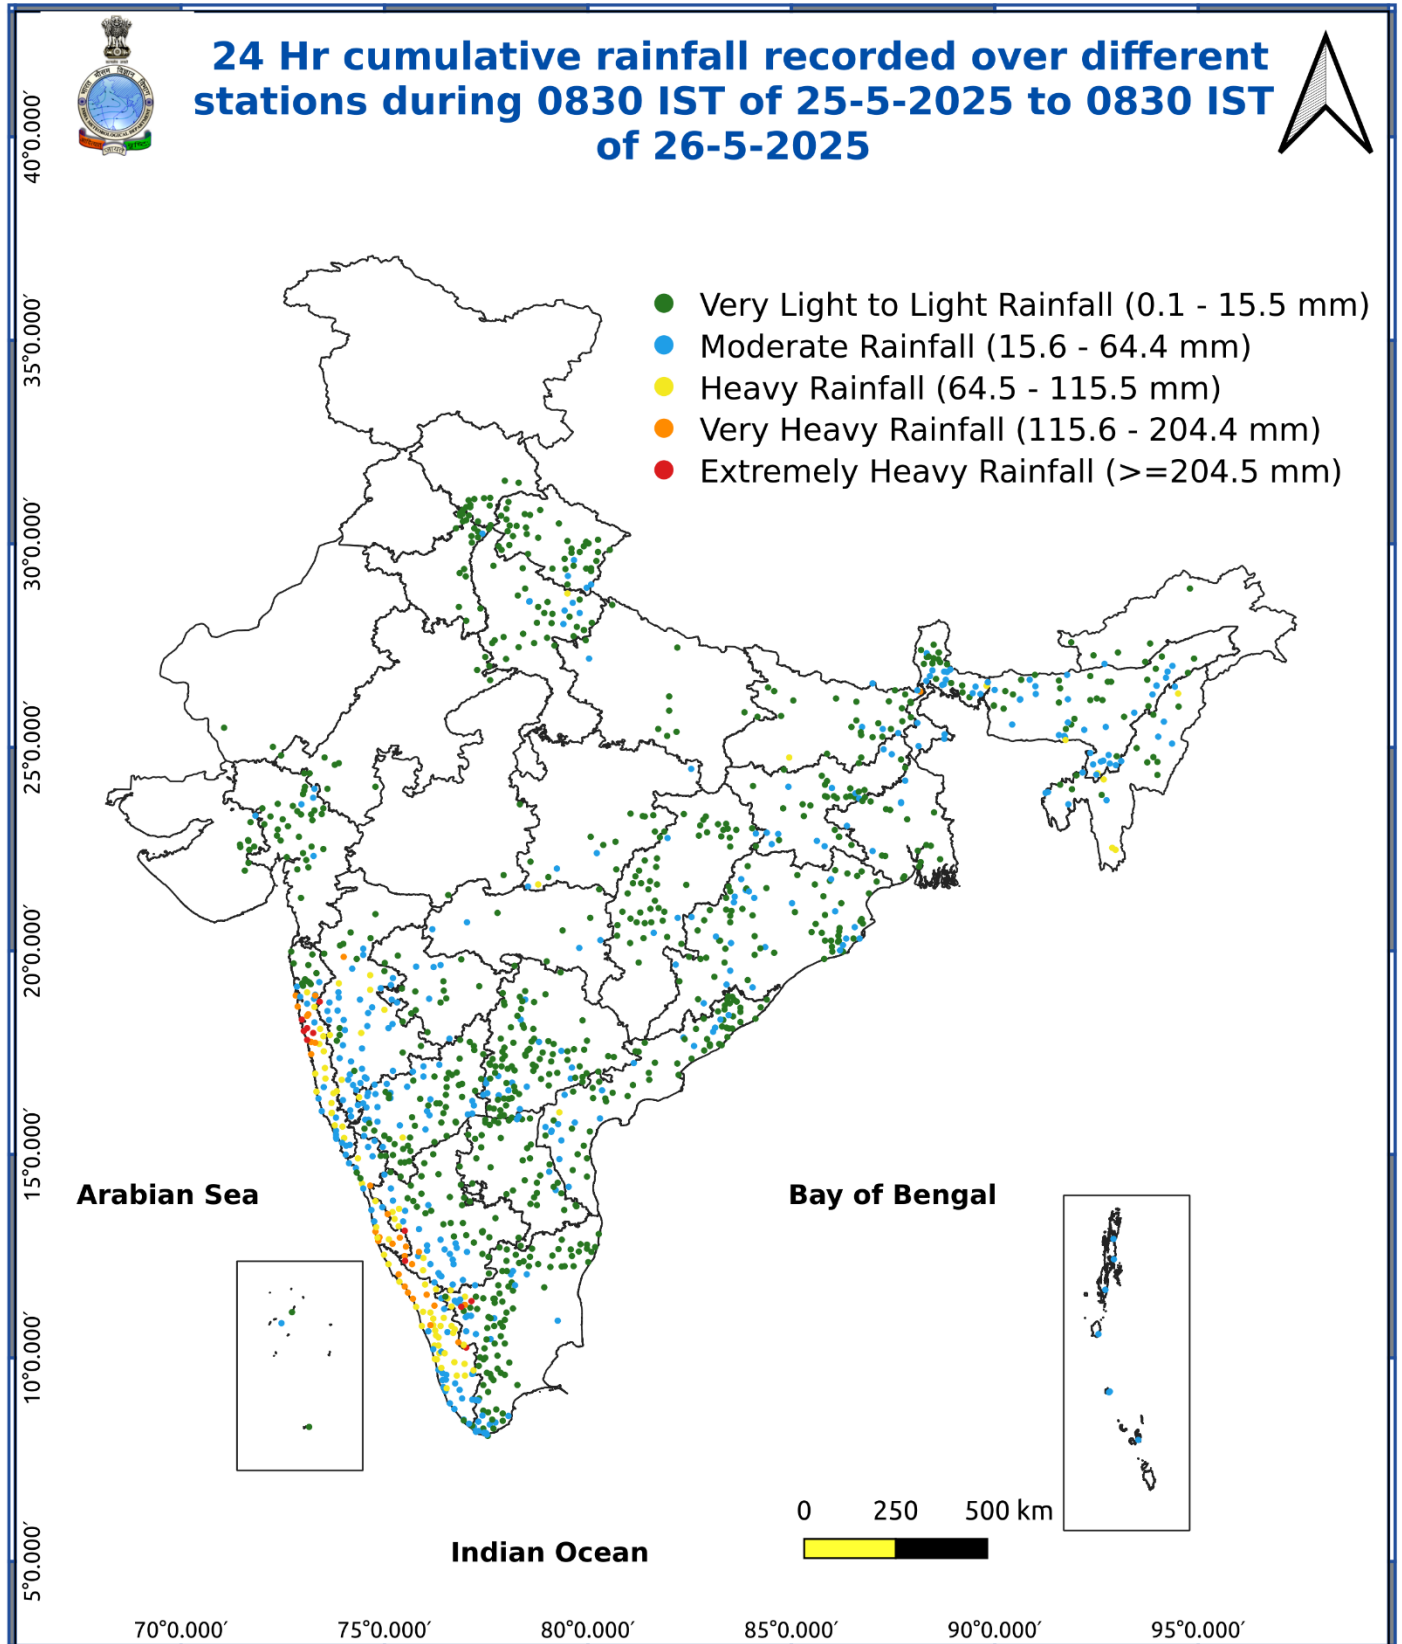 24 Hr cumulative rainfall recorded over different
stations during 0830 IST of 25-5-2025 to 0830 IST
of 26-5-2025
Very Light to Light Rainfall (0.1 - 15.5 mm)
Moderate Rainfall (15.6 - 64.4 mm)
Heavy Rainfall (64.5 - 115.5 mm)
Very Heavy Rainfall (115.6 - 204.4 mm)
Extremely Heavy Rainfall (>=204.5 mm)
40°0.000′
35°0.000′
30°0.000′
25°0.000′
20°0.000′
15°0.000′
10°0.000′
5°0.000′
Arabian Sea
Bay of Bengal
0 250 500 km
Indian Ocean
70°0.000′ 75°0.000′ 80°0.000′ 85°0.000′ 90°0.000′ 95°0.000′